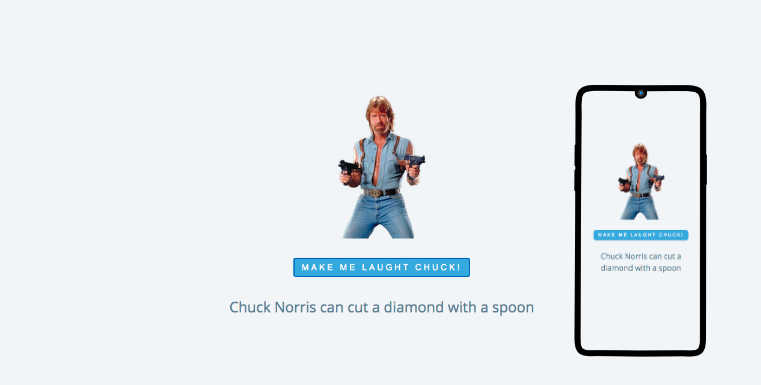 MAKE ME LAUGHT CHUCK!
Chuck Norris can cut a diamond with a spoon
MAKE ME LAUGHT CHUCK!
Chuck Norris can cut a
diamond with a spoon